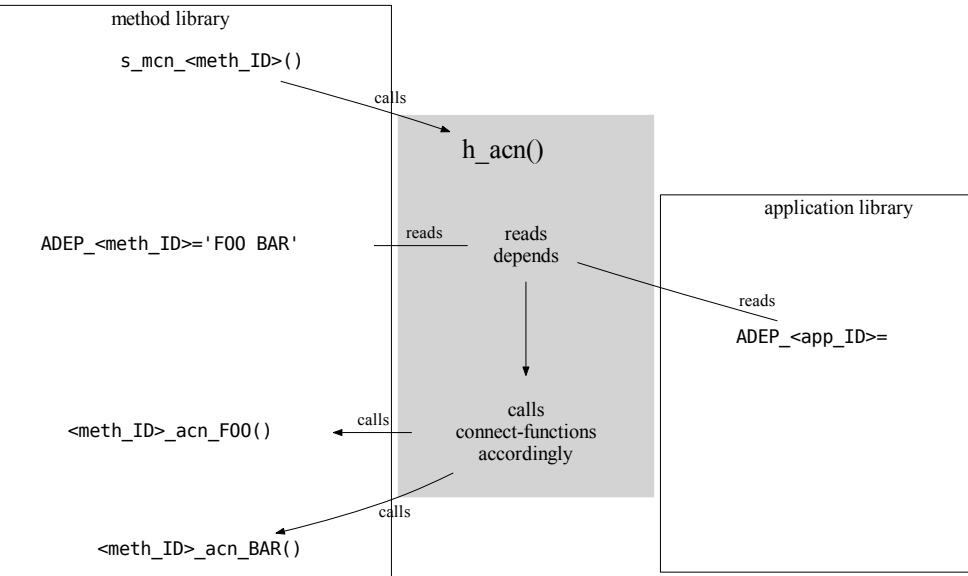 method library
s_mcn_<meth_ID>()
calls
h_acn()
application library
ADEP_<meth_ID>='FOO BAR'
reads
reads
depends
reads
ADEP_<app_ID>=
<meth_ID>_acn_FOO()
calls
calls
connect-functions
accordingly
calls
<meth_ID>_acn_BAR()